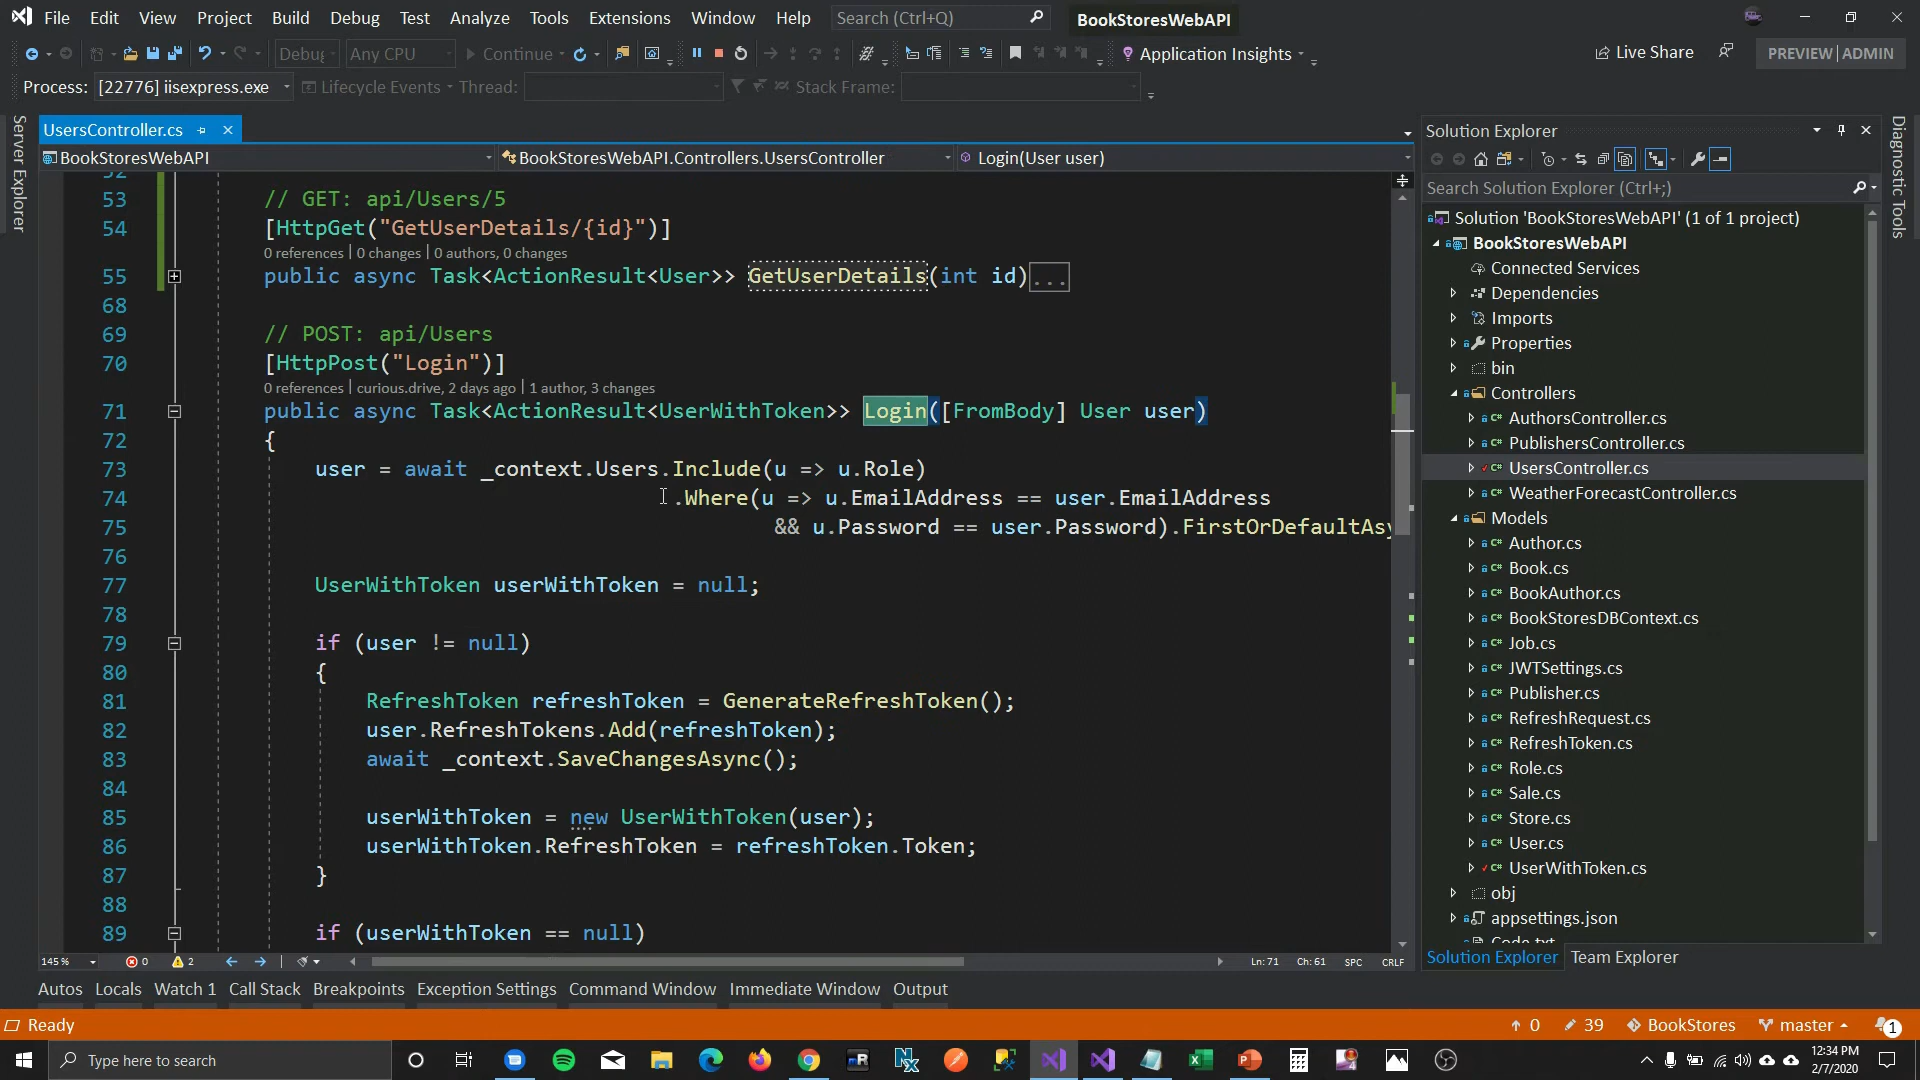 File Edit View Project Build Debug Test Analyze Tools Extensions Window Help Search (Ctrl+Q) BookStoresWebAPI
Debug Any CPU Continue Application Insights Live Share PREVIEW ADMIN
Process: [22776] iisexpress.exe Lifecycle Events Thread: Stack Frame:
Server Explorer
UsersController.cs
BookStoresWebAPI BookStoresWebAPI.Controllers.UsersController Login(User user)
52
53 // GET: api/Users/5
54 [HttpGet("GetUserDetails/{id}")]
0 references | 0 changes | 0 authors, 0 changes
55 public async Task<ActionResult<User>> GetUserDetails(int id)...
68
69 // POST: api/Users
70 [HttpPost("Login")]
0 references | curious.drive, 2 days ago | 1 author, 3 changes
71 public async Task<ActionResult<UserWithToken>> Login([FromBody] User user)
72 {
73 user = await _context.Users.Include(u => u.Role)
74 .Where(u => u.EmailAddress == user.EmailAddress
75 && u.Password == user.Password).FirstOrDefaultAsy
76
77 UserWithToken userWithToken = null;
78
79 if (user != null)
80 {
81 RefreshToken refreshToken = GenerateRefreshToken();
82 user.RefreshTokens.Add(refreshToken);
83 await _context.SaveChangesAsync();
84
85 userWithToken = new UserWithToken(user);
86 userWithToken.RefreshToken = refreshToken.Token;
87 }
88
89 if (userWithToken == null)
145 % 0 2 Ln: 71 Ch: 61 SPC CRLF
Solution Explorer
Search Solution Explorer (Ctrl+;)
Solution 'BookStoresWebAPI' (1 of 1 project)
BookStoresWebAPI
Connected Services
Dependencies
Imports
Properties
bin
Controllers
C# AuthorsController.cs
C# PublishersController.cs
C# UsersController.cs
C# WeatherForecastController.cs
Models
C# Author.cs
C# Book.cs
C# BookAuthor.cs
C# BookStoresDBContext.cs
C# Job.cs
C# JWTSettings.cs
C# Publisher.cs
C# RefreshRequest.cs
C# RefreshToken.cs
C# Role.cs
C# Sale.cs
C# Store.cs
C# User.cs
C# UserWithToken.cs
obj
appsettings.json
Code.txt
Solution Explorer Team Explorer
Diagnostic Tools
Autos Locals Watch 1 Call Stack Breakpoints Exception Settings Command Window Immediate Window Output
Ready 0 39 BookStores master 1
Type here to search
12:34 PM
2/7/2020